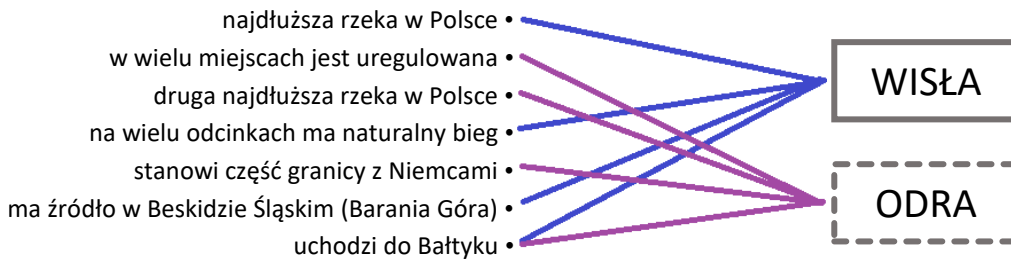 najdłuższa rzeka w Polsce •
w wielu miejscach jest uregulowana •
druga najdłuższa rzeka w Polsce •
na wielu odcinkach ma naturalny bieg •
stanowi część granicy z Niemcami •
ma źródło w Beskidzie Śląskim (Barania Góra) •
uchodzi do Bałtyku •
WISŁA
ODRA